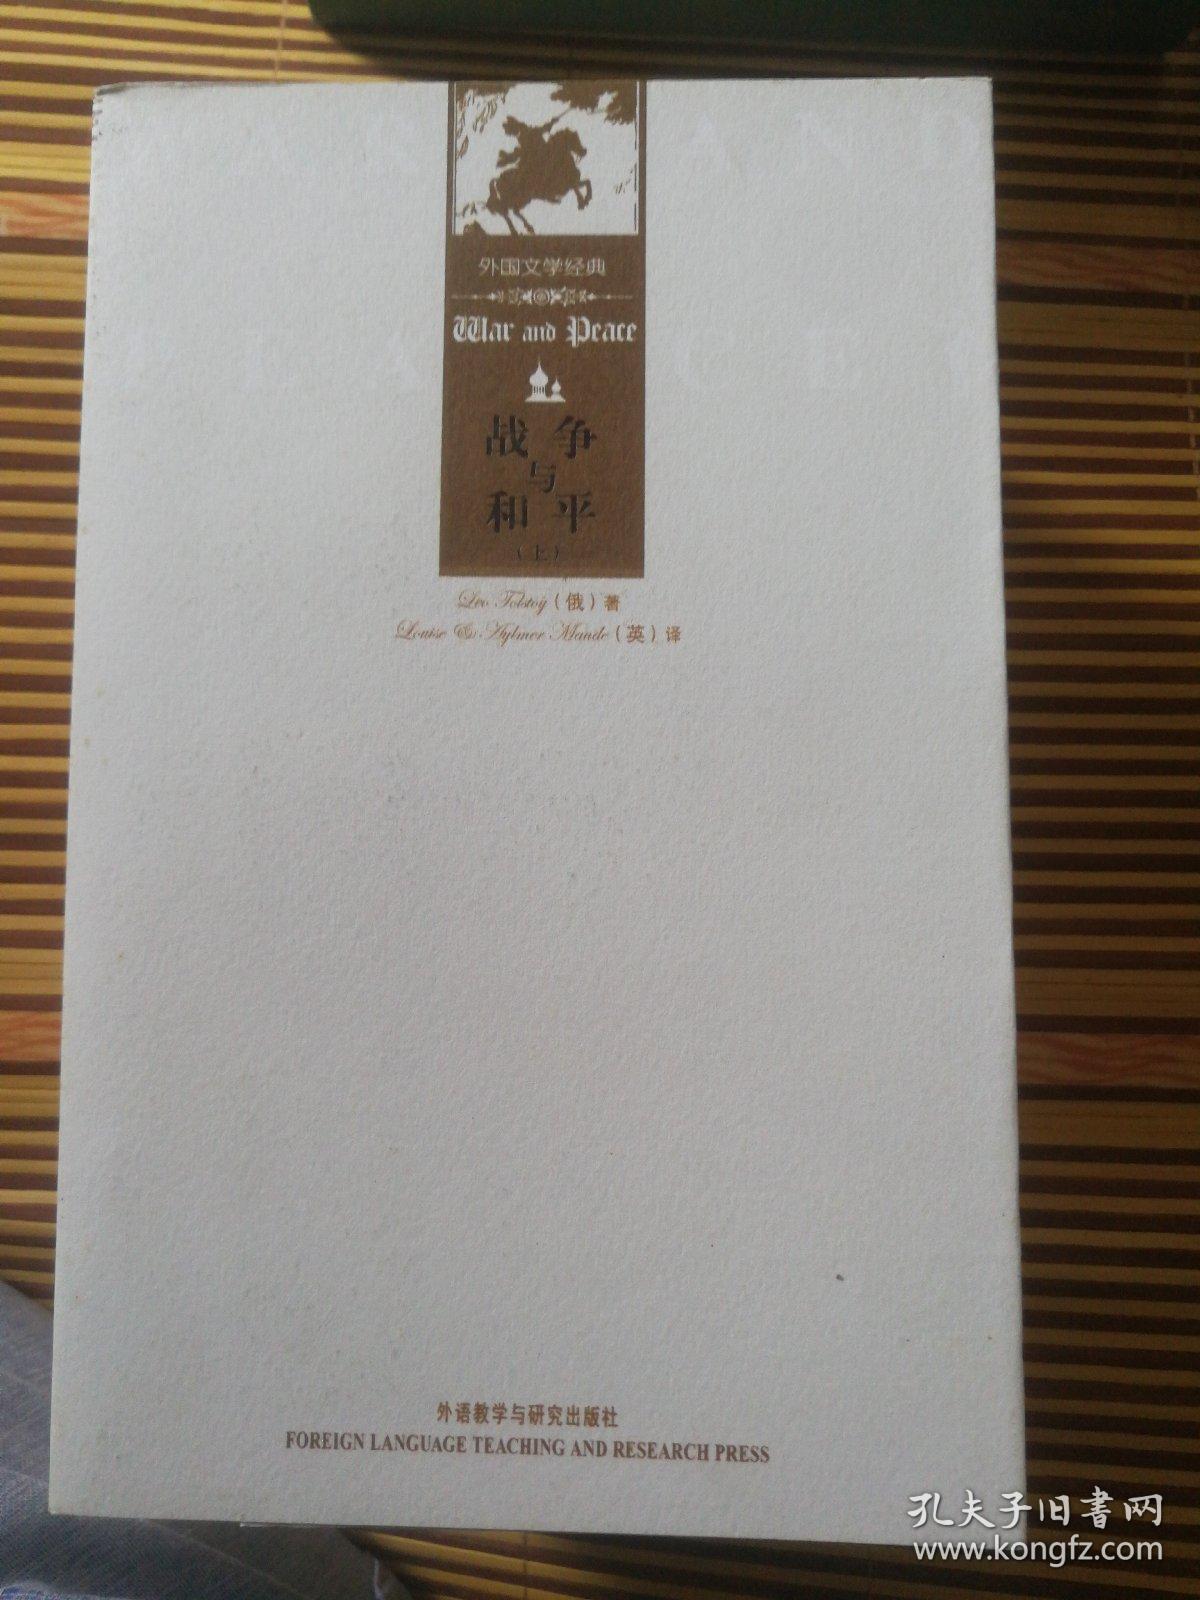 外国文学经典
War and Peace
战争
与
和平
(上)
Leo Tolstoy（俄）著
Louise & Aylmer Maude（英）译
外语教学与研究出版社
FOREIGN LANGUAGE TEACHING AND RESEARCH PRESS
孔夫子旧书网
www.kongfz.com